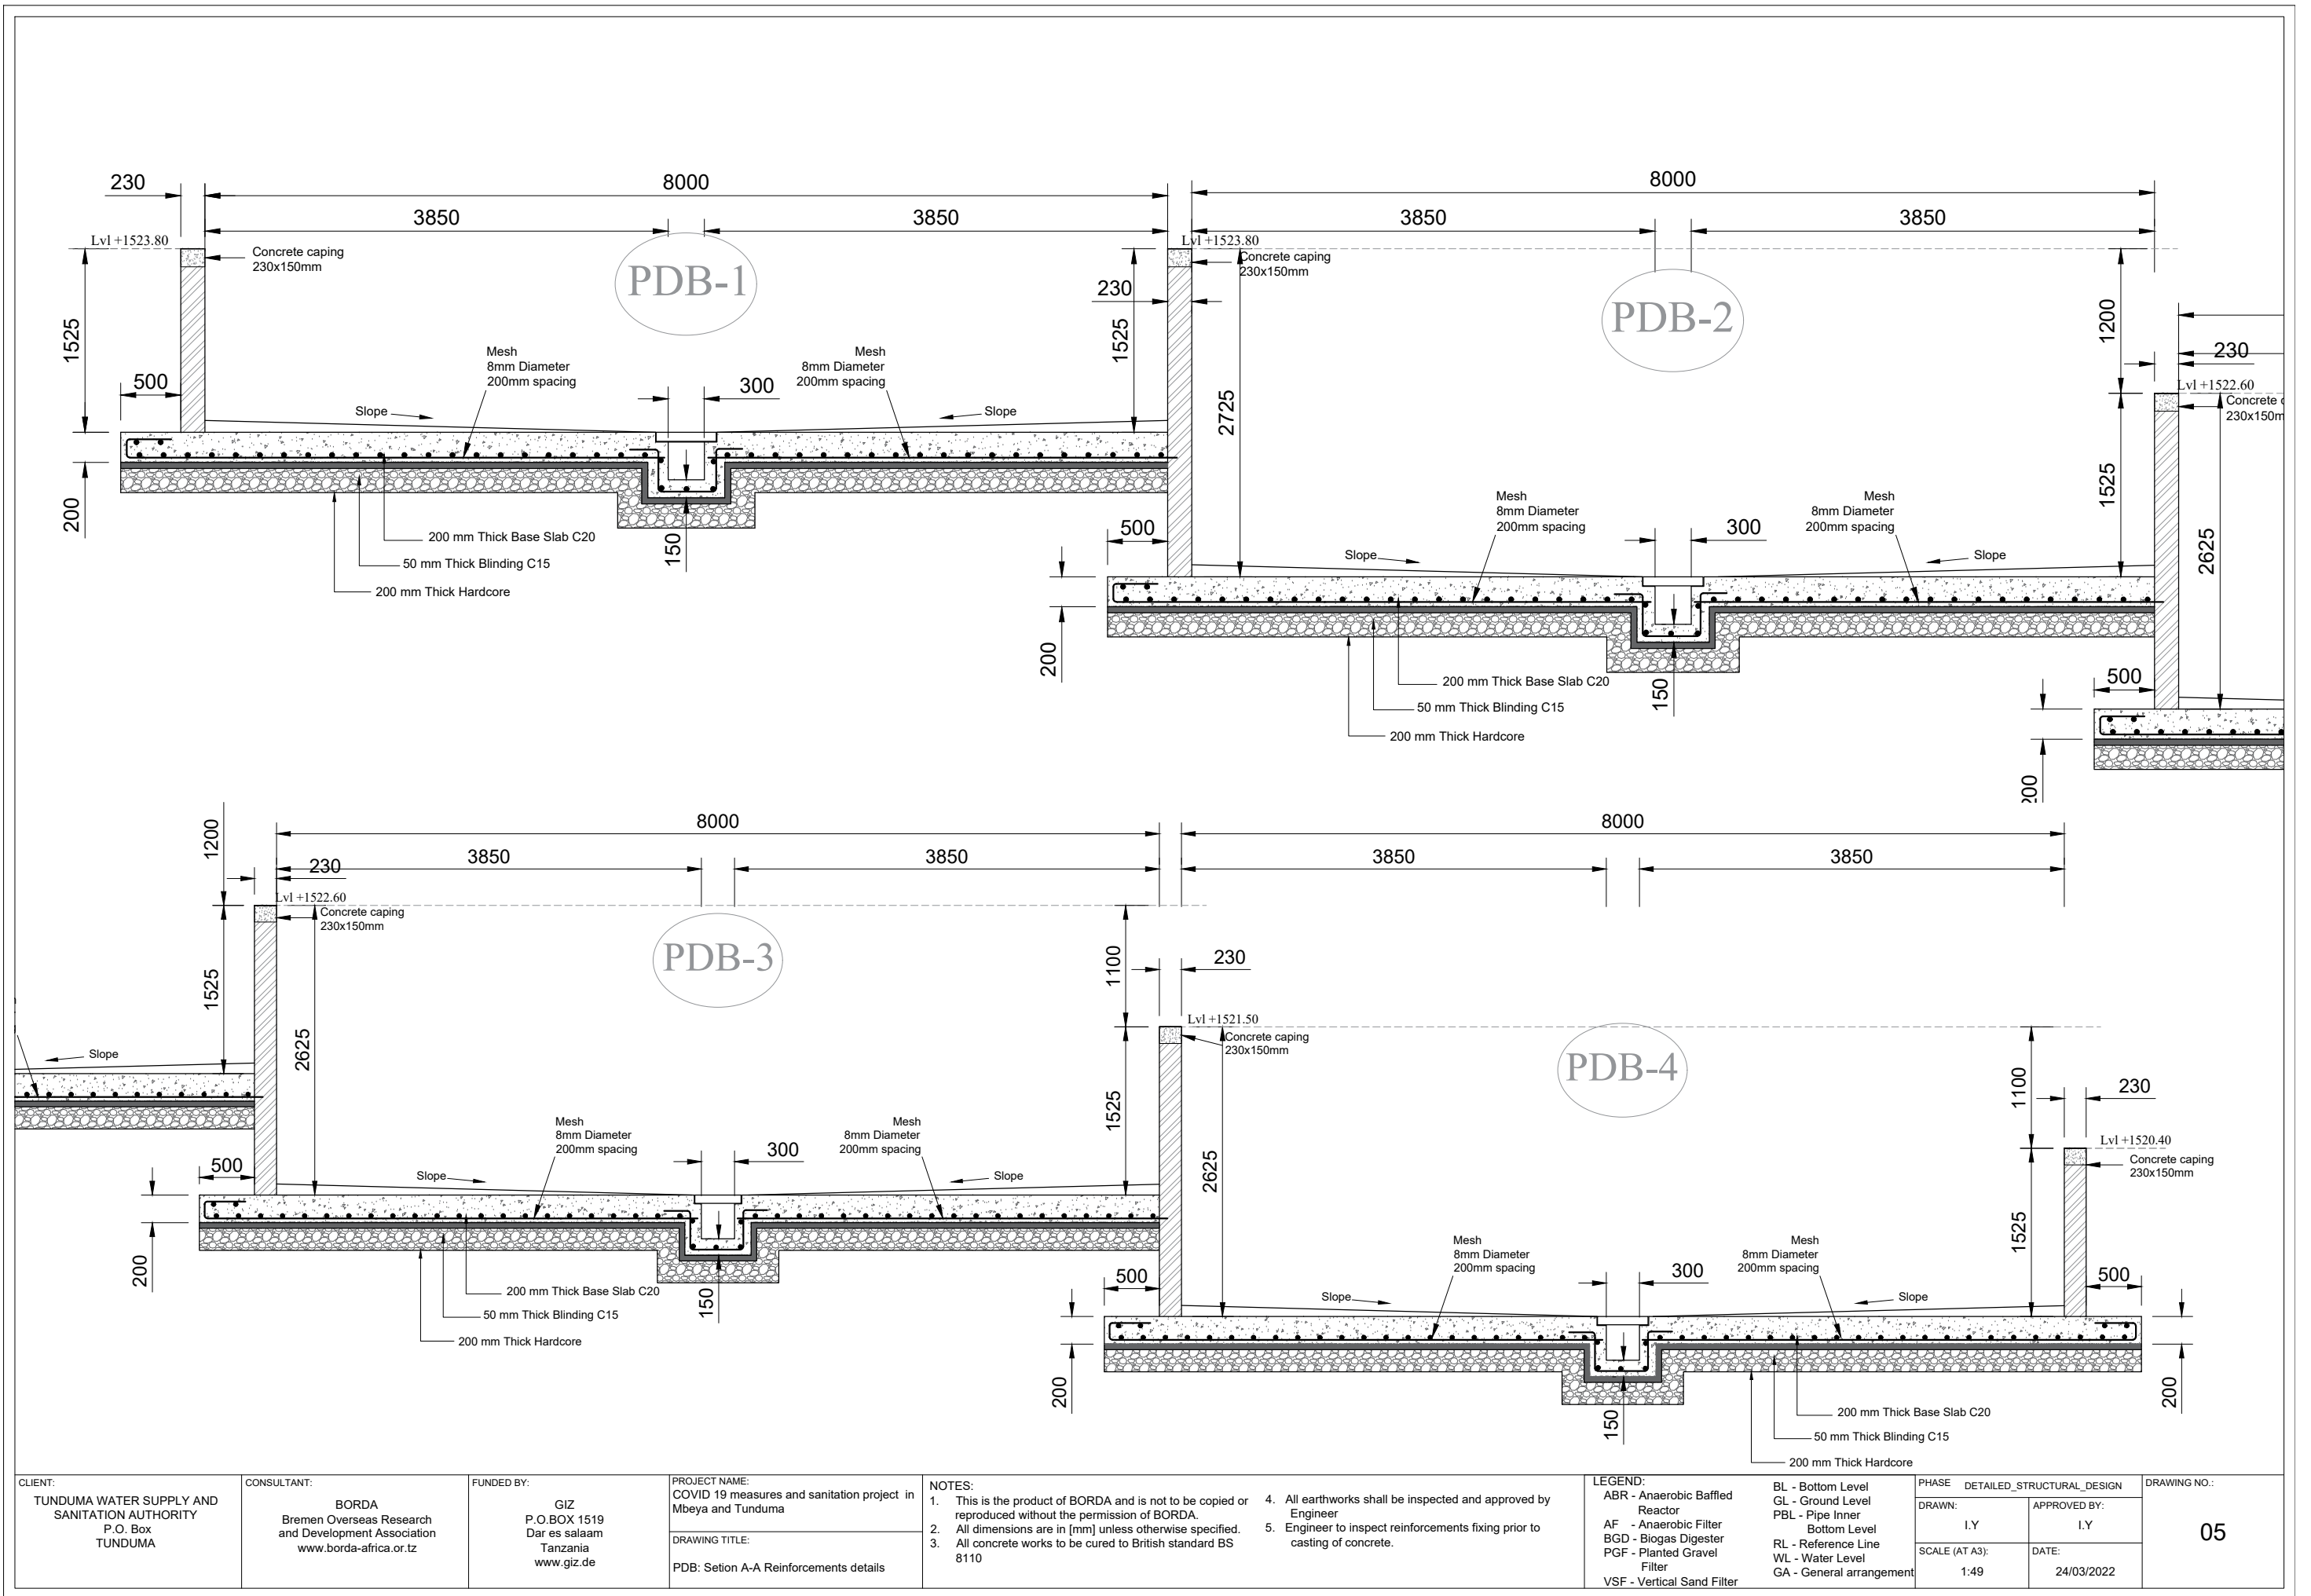 230
8000
3850
3850
Lvl +1523.80
Concrete caping
230x150mm
PDB-1
1525
500
Mesh
8mm Diameter
200mm spacing
Mesh
8mm Diameter
200mm spacing
300
Slope
Slope
1525
230
200
150
200 mm Thick Base Slab C20
50 mm Thick Blinding C15
200 mm Thick Hardcore
8000
3850
3850
Lvl +1523.80
Concrete caping
230x150mm
PDB-2
2725
1200
230
Lvl +1522.60
Concrete
230x150m
1525
2625
Mesh
8mm Diameter
200mm spacing
Mesh
8mm Diameter
200mm spacing
500
300
Slope
Slope
200
150
200 mm Thick Base Slab C20
50 mm Thick Blinding C15
200 mm Thick Hardcore
500
200
1200
8000
3850
3850
230
Lvl +1522.60
Concrete caping
230x150mm
PDB-3
1525
2625
1100
Slope
Mesh
8mm Diameter
200mm spacing
Mesh
8mm Diameter
200mm spacing
500
300
Slope
Slope
200
150
200 mm Thick Base Slab C20
50 mm Thick Blinding C15
200 mm Thick Hardcore
8000
3850
3850
230
Lvl +1521.50
Concrete caping
230x150mm
PDB-4
1525
2625
1100
230
Lvl +1520.40
Concrete caping
230x150mm
1525
Mesh
8mm Diameter
200mm spacing
Mesh
8mm Diameter
200mm spacing
500
300
500
Slope
Slope
200
150
200
200 mm Thick Base Slab C20
50 mm Thick Blinding C15
200 mm Thick Hardcore
CLIENT:
TUNDUMA WATER SUPPLY AND
SANITATION AUTHORITY
P.O. Box
TUNDUMA
CONSULTANT:
BORDA
Bremen Overseas Research
and Development Association
www.borda-africa.or.tz
FUNDED BY:
GIZ
P.O.BOX 1519
Dar es salaam
Tanzania
www.giz.de
PROJECT NAME:
COVID 19 measures and sanitation project in
Mbeya and Tunduma
DRAWING TITLE:
PDB: Setion A-A Reinforcements details
NOTES:
1. This is the product of BORDA and is not to be copied or
reproduced without the permission of BORDA.
2. All dimensions are in [mm] unless otherwise specified.
3. All concrete works to be cured to British standard BS
8110
4. All earthworks shall be inspected and approved by
Engineer
5. Engineer to inspect reinforcements fixing prior to
casting of concrete.
LEGEND:
ABR - Anaerobic Baffled
Reactor
AF - Anaerobic Filter
BGD - Biogas Digester
PGF - Planted Gravel
Filter
VSF - Vertical Sand Filter
BL - Bottom Level
GL - Ground Level
PBL - Pipe Inner
Bottom Level
RL - Reference Line
WL - Water Level
GA - General arrangement
PHASE DETAILED_STRUCTURAL_DESIGN
DRAWN:
I.Y
APPROVED BY:
I.Y
SCALE (AT A3):
1:49
DATE:
24/03/2022
DRAWING NO.:
05